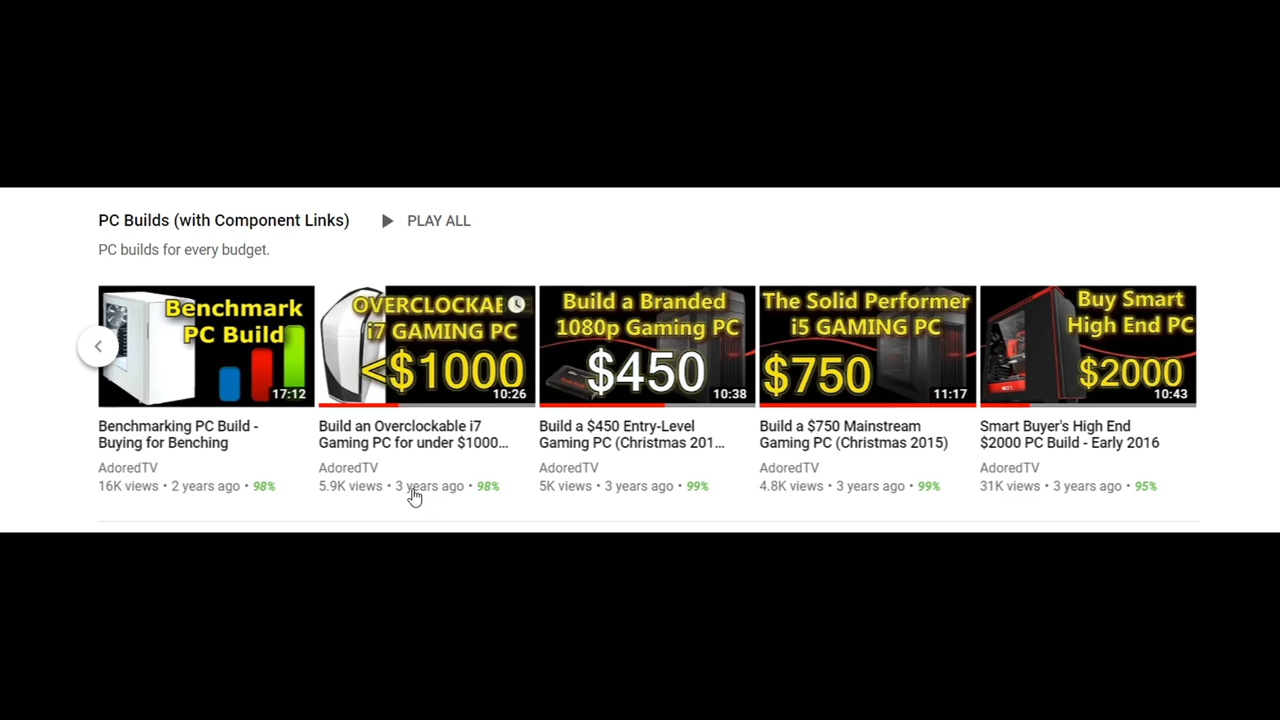 PC Builds (with Component Links)
PLAY ALL
PC builds for every budget.
Benchmark
PC Build
17:12
OVERCLOCKAB
i7 GAMING PC
<$1000
10:26
Build a Branded
1080p Gaming PC
$450
10:38
The Solid Performer
i5 GAMING PC
$750
11:17
Buy Smart
High End PC
$2000
10:43
Benchmarking PC Build -
Buying for Benching
AdoredTV
16K views • 2 years ago • 98%
Build an Overclockable i7
Gaming PC for under $1000...
AdoredTV
5.9K views • 3 years ago • 98%
Build a $450 Entry-Level
Gaming PC (Christmas 201...
AdoredTV
5K views • 3 years ago • 99%
Build a $750 Mainstream
Gaming PC (Christmas 2015)
AdoredTV
4.8K views • 3 years ago • 99%
Smart Buyer's High End
$2000 PC Build - Early 2016
AdoredTV
31K views • 3 years ago • 95%